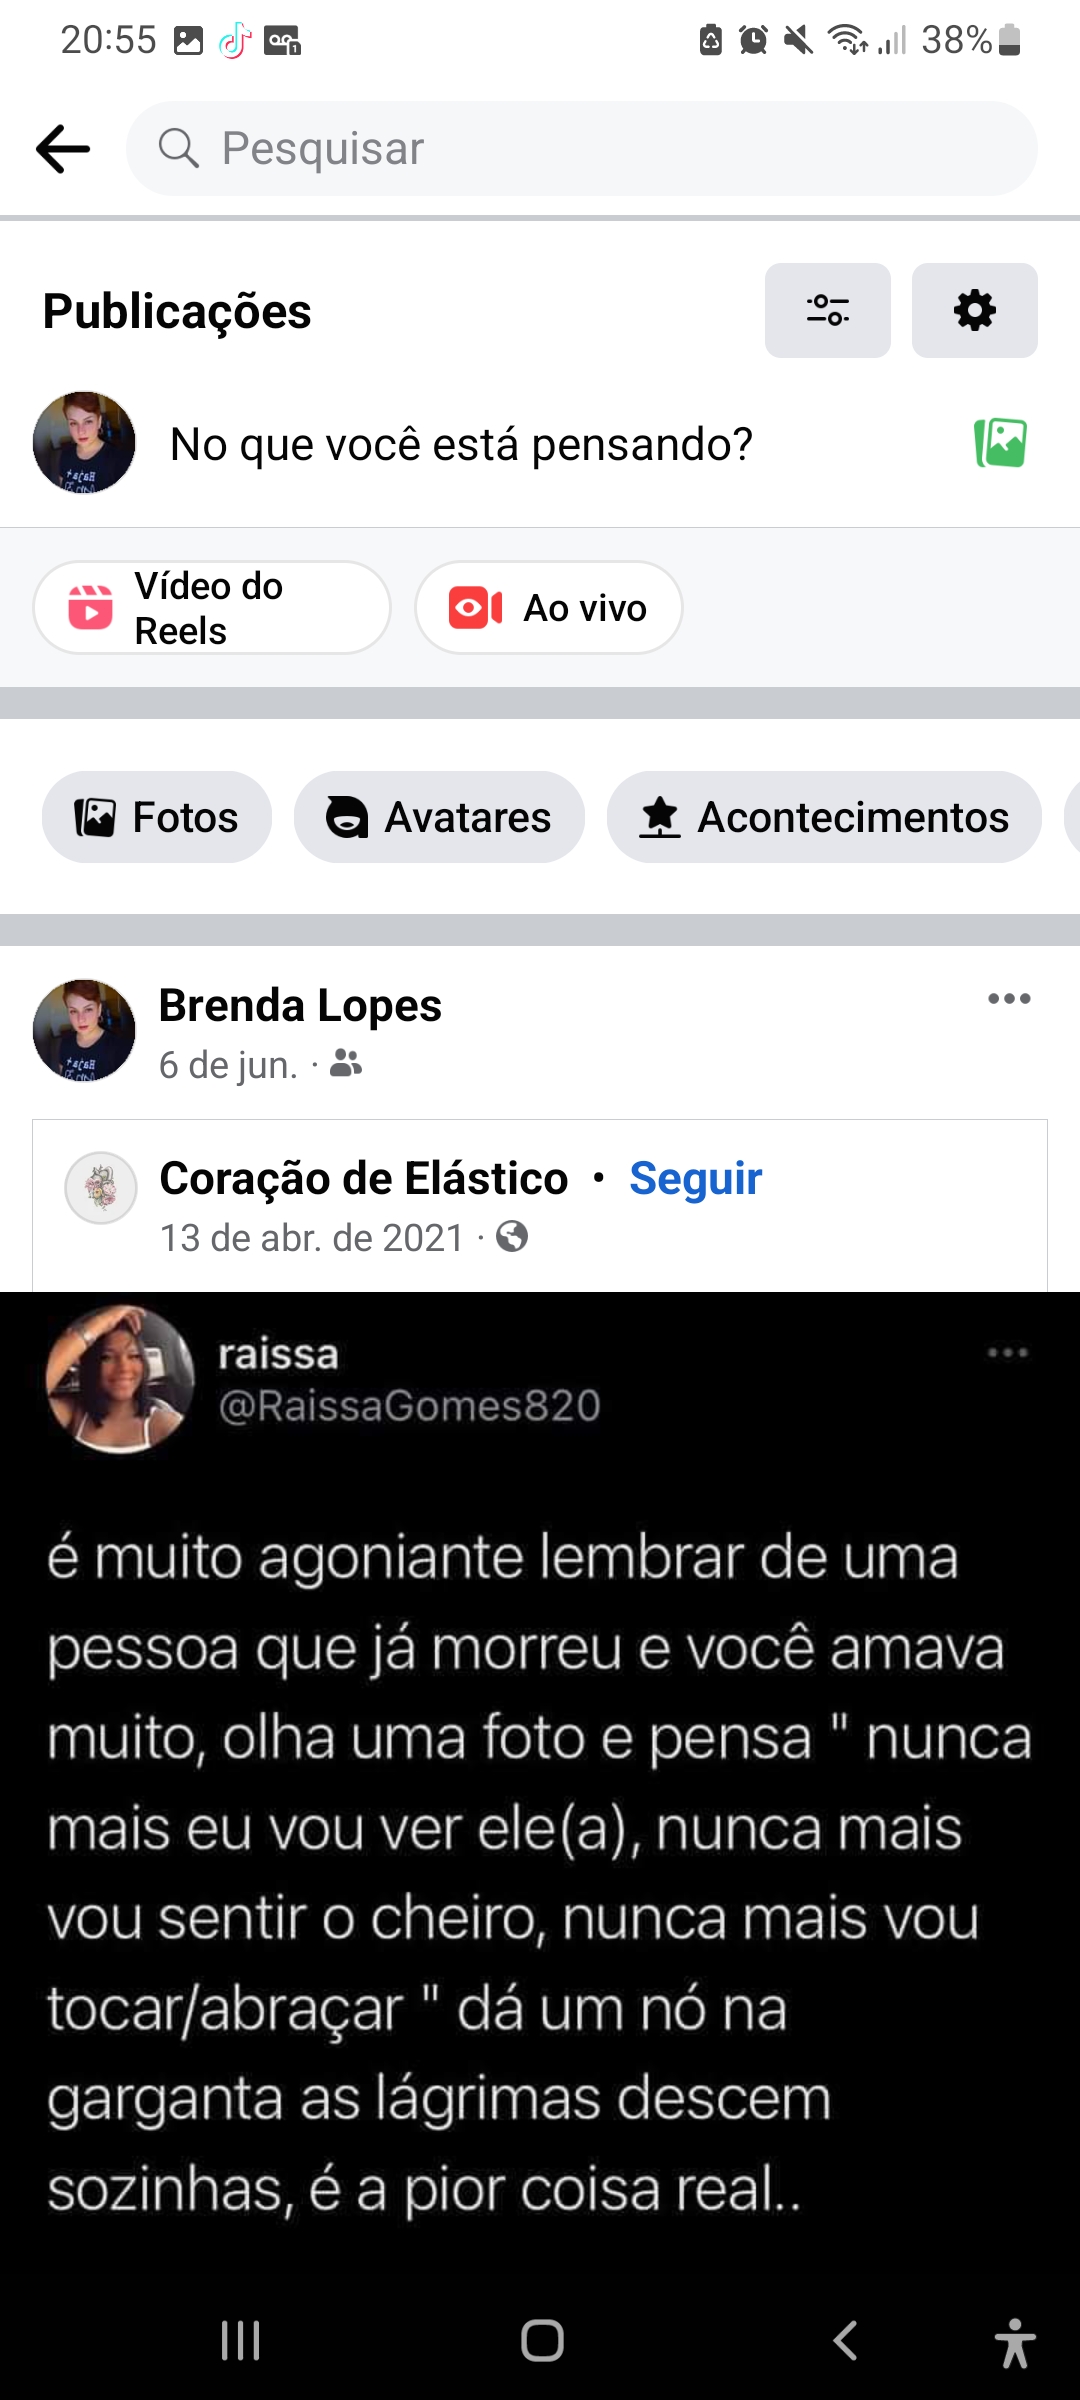 20:55
38%
Pesquisar
Publicações
No que você está pensando?
Vídeo do
Reels
Ao vivo
Fotos
Avatares
Acontecimentos
Brenda Lopes
6 de jun. ·
Coração de Elástico • Seguir
13 de abr. de 2021 ·
raissa
@RaissaGomes820
é muito agoniante lembrar de uma
pessoa que já morreu e você amava
muito, olha uma foto e pensa " nunca
mais eu vou ver ele(a), nunca mais
vou sentir o cheiro, nunca mais vou
tocar/abraçar " dá um nó na
garganta as lágrimas descem
sozinhas, é a pior coisa real..